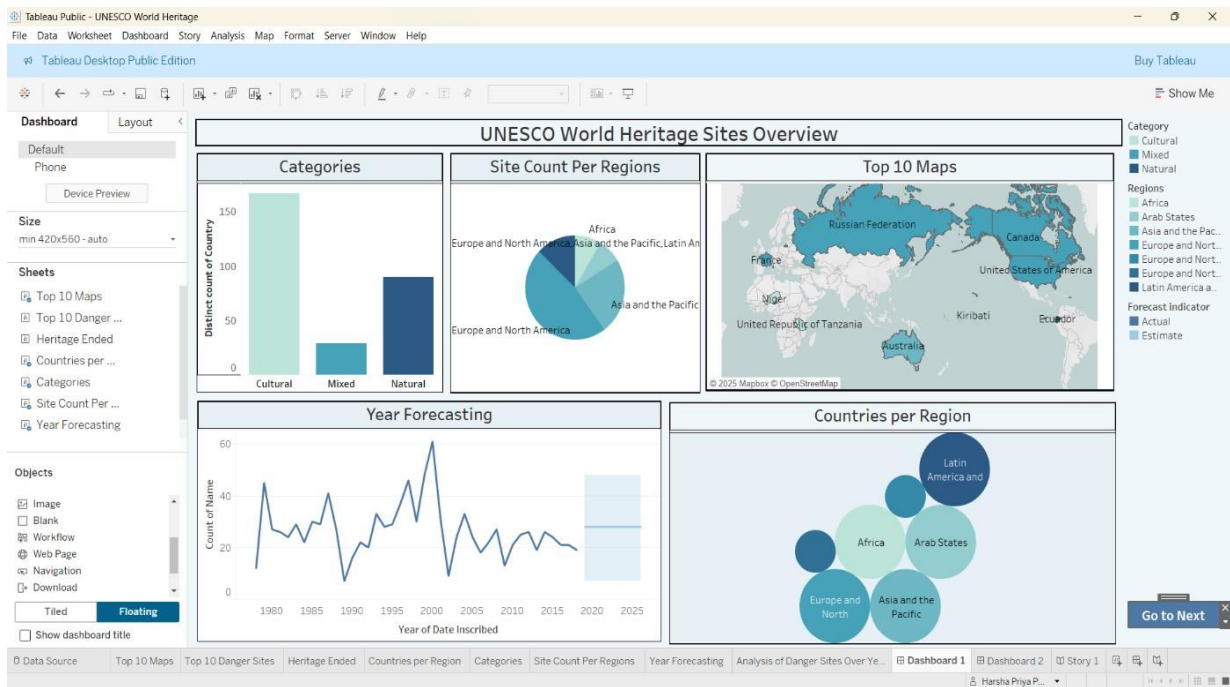 Tableau Public - UNESCO World Heritage
File Data Worksheet Dashboard Story Analysis Map Format Server Window Help
Tableau Desktop Public Edition
Buy Tableau
Show Me
Dashboard
Layout
Default
Phone
Device Preview
Size
min 420x560 - auto
Sheets
Top 10 Maps
Top 10 Danger ...
Heritage Ended
Countries per ...
Categories
Site Count Per ...
Year Forecasting
Objects
Image
Blank
Workflow
Web Page
Navigation
Download
Tiled
Floating
Show dashboard title
UNESCO World Heritage Sites Overview
Categories
Distinct count of Country
150
100
50
0
Cultural
Mixed
Natural
Site Count Per Regions
Africa
Europe and North America,Asia and the Pacific,Latin Am
Asia and the Pacific
Europe and North America
Top 10 Maps
Russian Federation
Canada
France
United States of America
Niger
Kiribati
Ecuador
United Republic of Tanzania
Australia
© 2025 Mapbox © OpenStreetMap
Year Forecasting
Count of Name
60
40
20
0
1980 1985 1990 1995 2000 2005 2010 2015 2020 2025
Year of Date Inscribed
Countries per Region
Latin
America and
Africa
Arab States
Europe and
North
Asia and the
Pacific
Category
Cultural
Mixed
Natural
Regions
Africa
Arab States
Asia and the Pac...
Europe and Nort...
Europe and Nort...
Europe and Nort...
Latin America a...
Forecast indicator
Actual
Estimate
Go to Next
Data Source Top 10 Maps Top 10 Danger Sites Heritage Ended Countries per Region Categories Site Count Per Regions Year Forecasting Analysis of Danger Sites Over Ye... Dashboard 1 Dashboard 2 Story 1
Harsha Priya P...